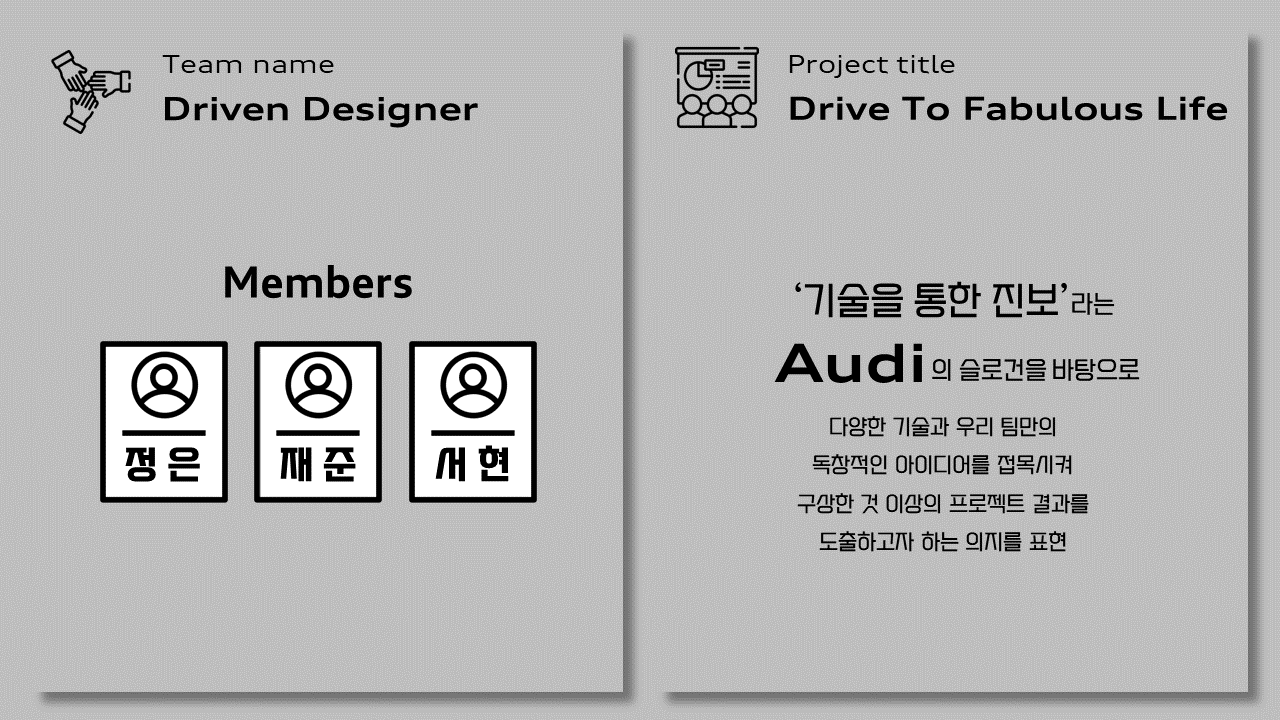 Team name
Driven Designer
Members
정은
재준
서현
Project title
Drive To Fabulous Life
‘기술을 통한 진보’라는
Audi의 슬로건을 바탕으로
다양한 기술과 우리 팀만의
독창적인 아이디어를 접목시켜
구상한 것 이상의 프로젝트 결과를
도출하고자 하는 의지를 표현